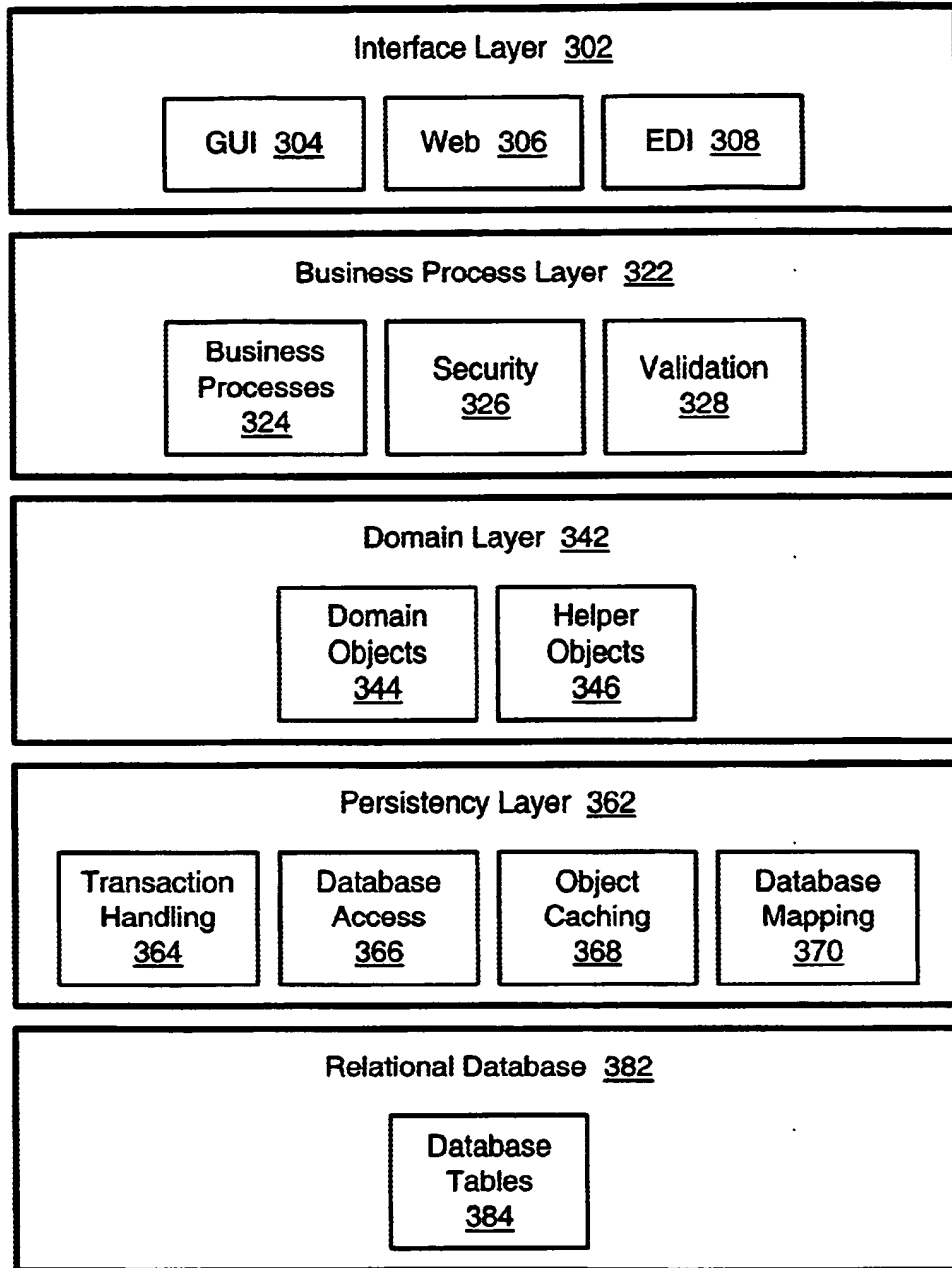 Interface Layer 302
GUI 304
Web 306
EDI 308
Business Process Layer 322
Business
Processes
324
Security
326
Validation
328
Domain Layer 342
Domain
Objects
344
Helper
Objects
346
Persistency Layer 362
Transaction
Handling
364
Database
Access
366
Object
Caching
368
Database
Mapping
370
Relational Database 382
Database
Tables
384